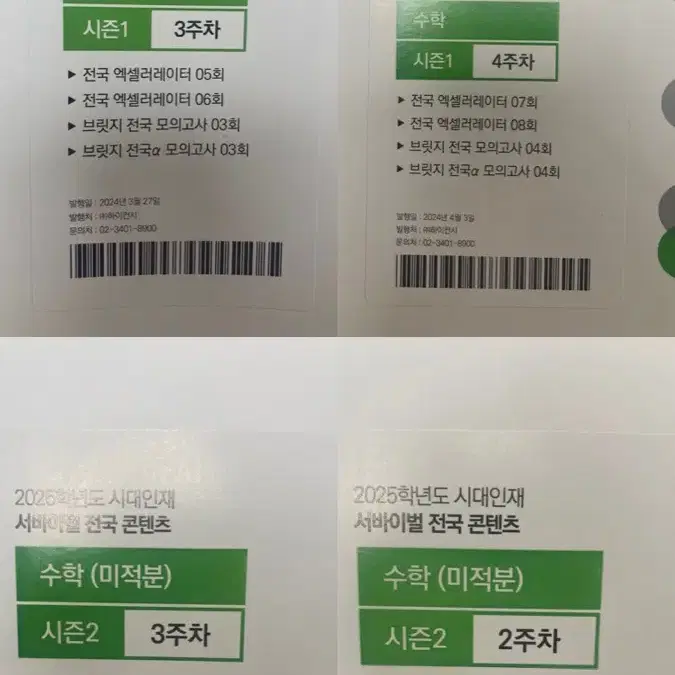 시즌1 3주차
▶ 전국 엑셀러레이터 05회
▶ 전국 엑셀러레이터 06회
▶ 브릿지 전국 모의고사 03회
▶ 브릿지 전국α 모의고사 03회
발행일 : 2024년 3월 27일
발행처 : ㈜하이컨시
문의처 : 02-3401-8900
수학
시즌1 4주차
▶ 전국 엑셀러레이터 07회
▶ 전국 엑셀러레이터 08회
▶ 브릿지 전국 모의고사 04회
▶ 브릿지 전국α 모의고사 04회
발행일 : 2024년 4월 3일
발행처 : ㈜하이컨시
문의처 : 02-3401-8900
2025학년도 시대인재
서바이벌 전국 콘텐츠
수학 (미적분)
시즌2 3주차
2025학년도 시대인재
서바이벌 전국 콘텐츠
수학 (미적분)
시즌2 2주차